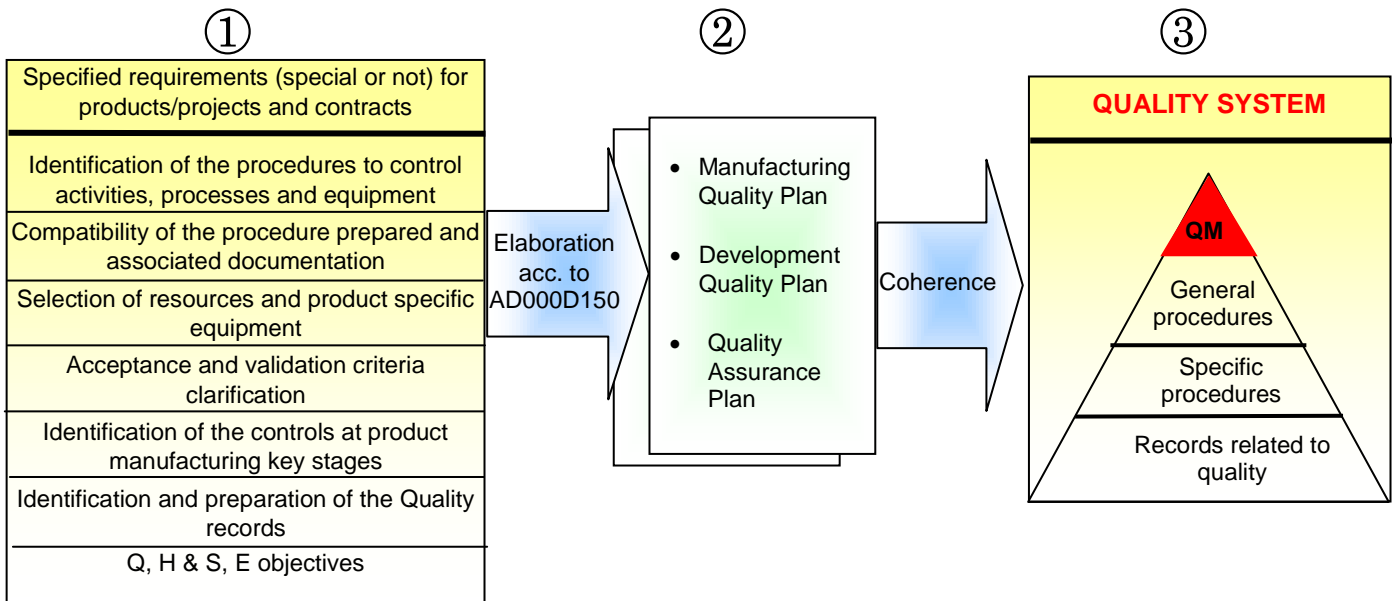 ①
Specified requirements (special or not) for
products/projects and contracts
Identification of the procedures to control
activities, processes and equipment
Compatibility of the procedure prepared and
associated documentation
Selection of resources and product specific
equipment
Acceptance and validation criteria
clarification
Identification of the controls at product
manufacturing key stages
Identification and preparation of the Quality
records
Q, H & S, E objectives
Elaboration
acc. to
AD000D150
②
• Manufacturing
Quality Plan
• Development
Quality Plan
• Quality
Assurance
Plan
Coherence
③
QUALITY SYSTEM
QM
General
procedures
Specific
procedures
Records related to
quality